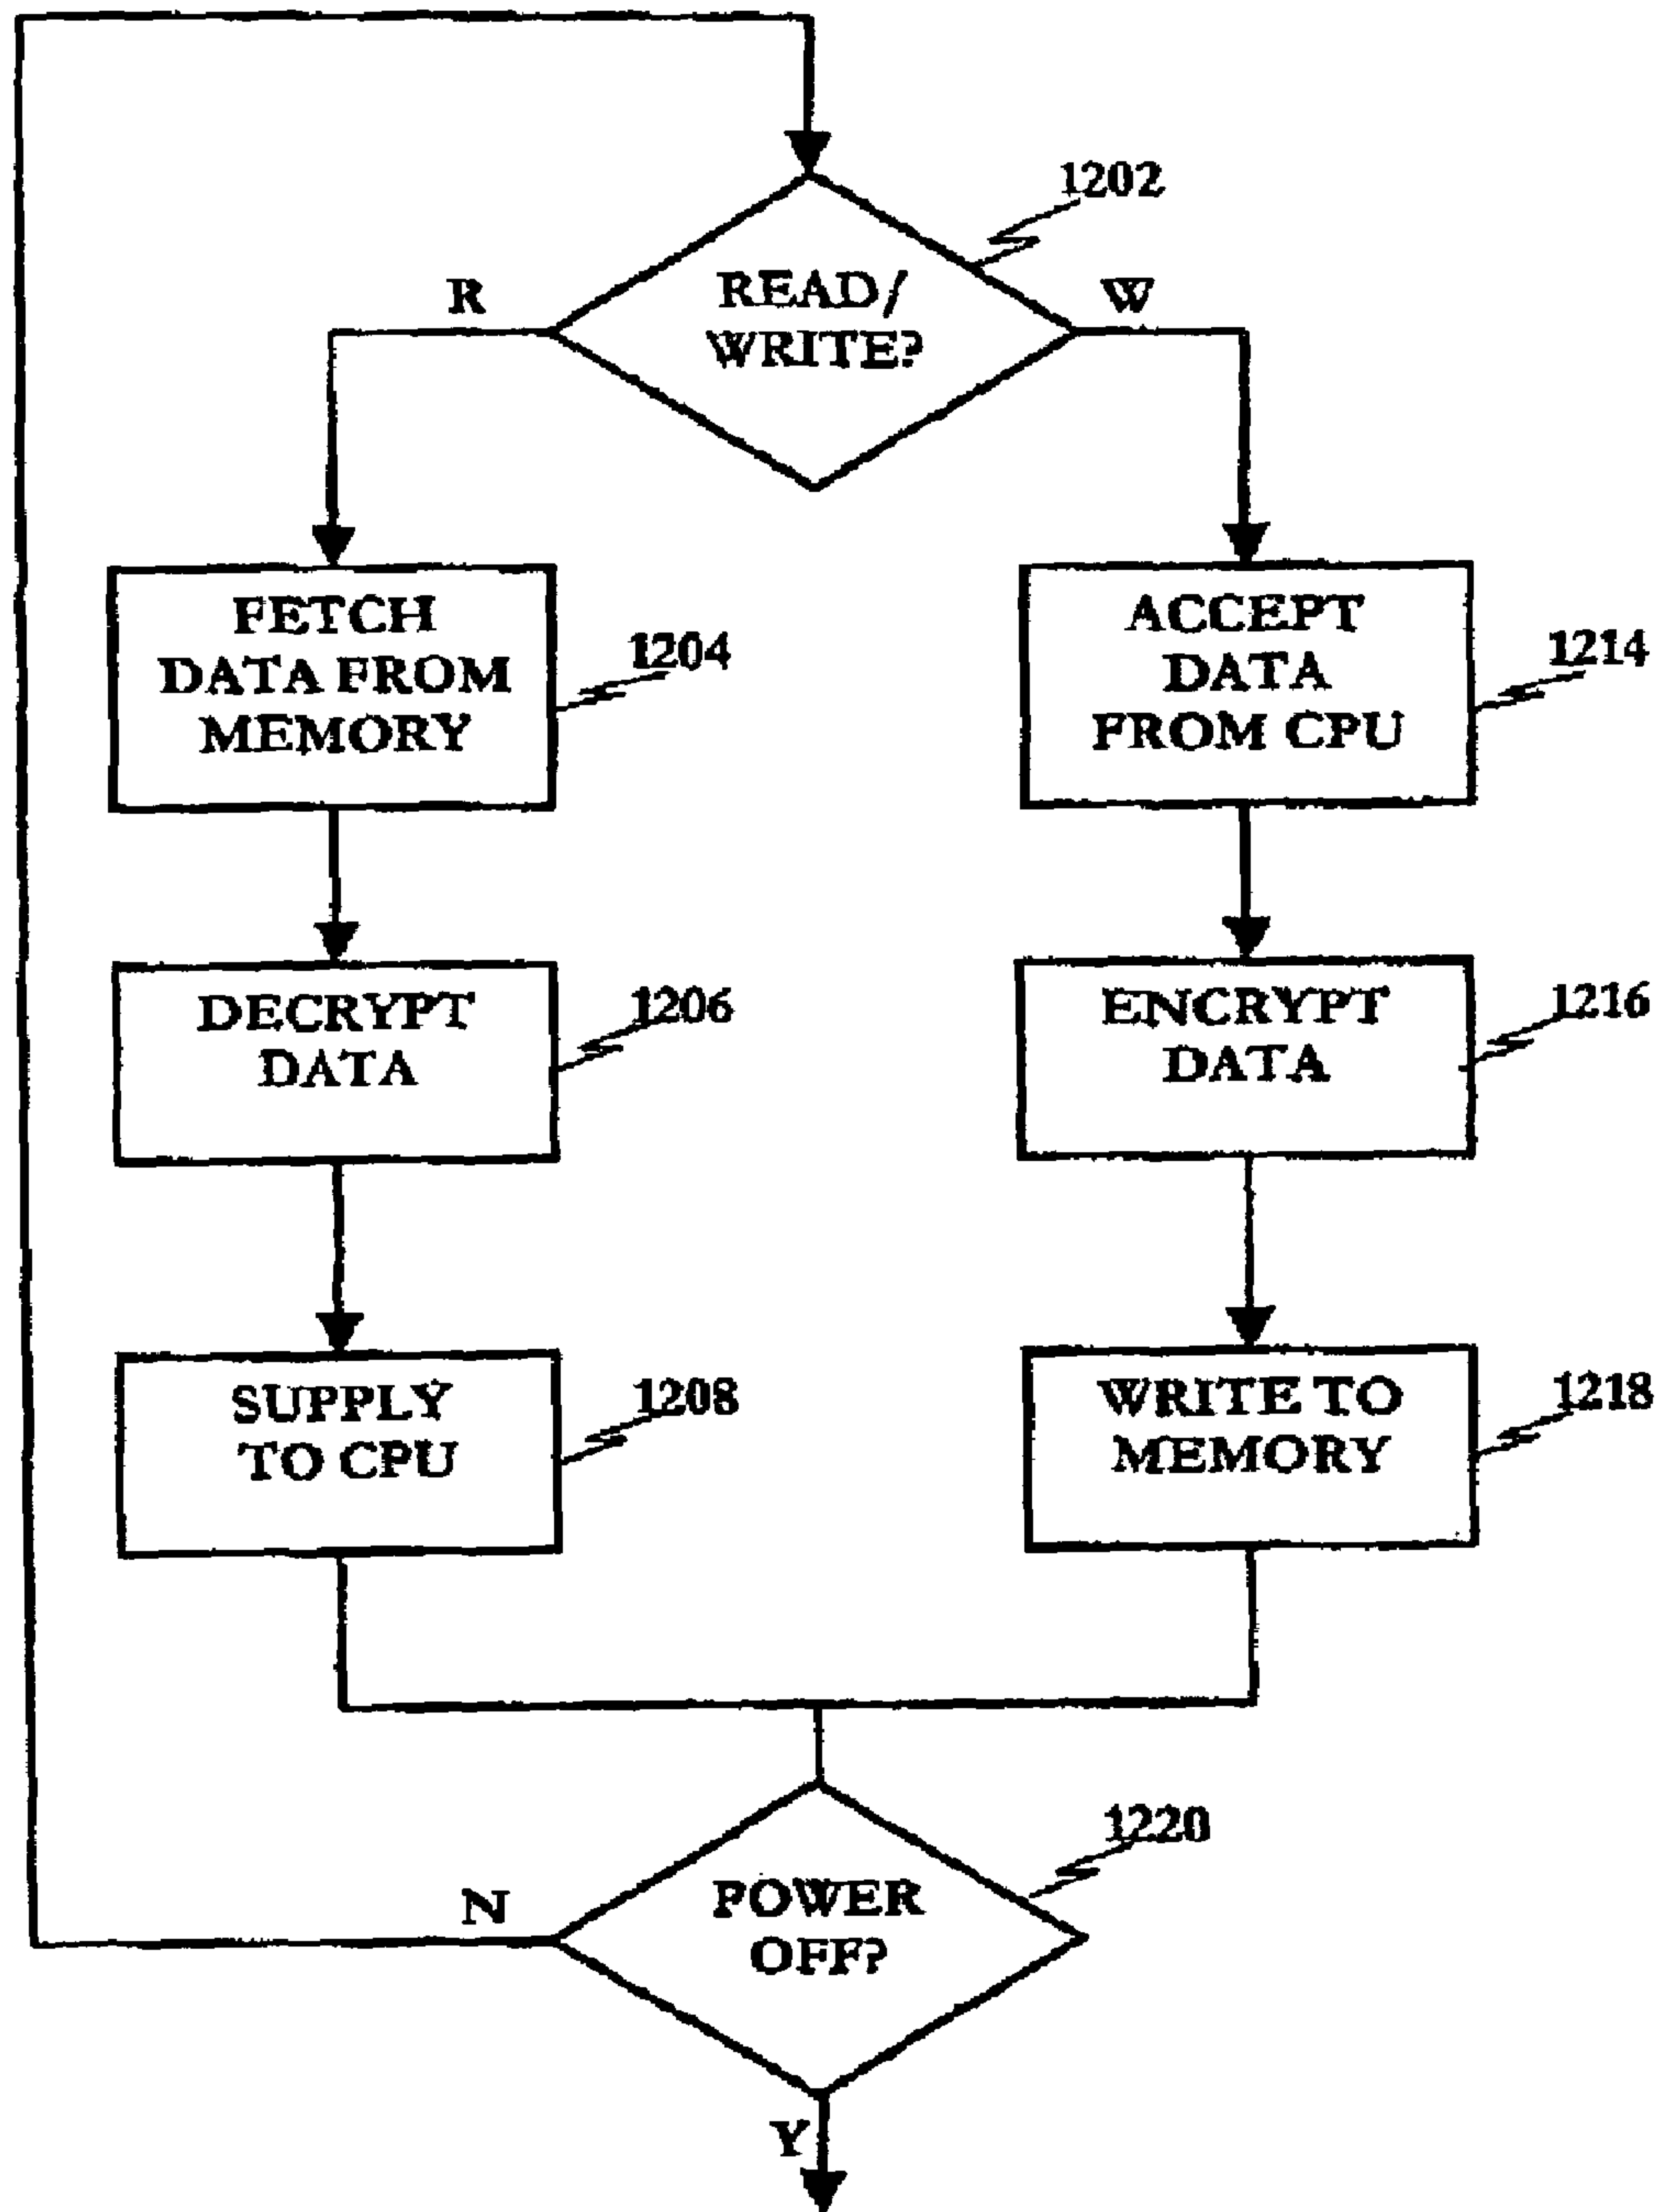 1202
R
READ/
WRITE?
W
FETCH
DATA FROM
MEMORY
1204
ACCEPT
DATA
FROM CPU
1214
DECRYPT
DATA
1206
ENCRYPT
DATA
1216
SUPPLY
TO CPU
1208
WRITE TO
MEMORY
1218
1220
N
POWER
OFF?
Y